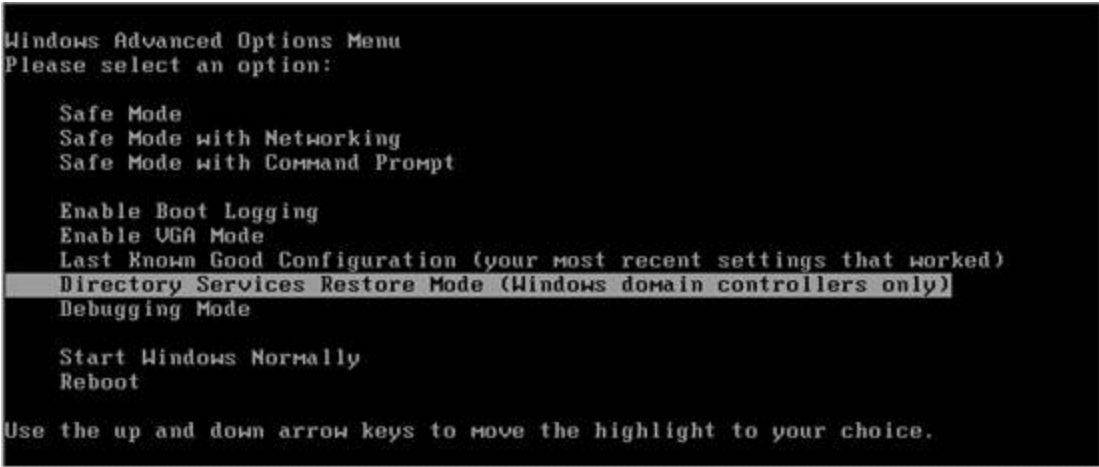 Windows Advanced Options Menu
Please select an option:
Safe Mode
Safe Mode with Networking
Safe Mode with Command Prompt
Enable Boot Logging
Enable VGA Mode
Last Known Good Configuration (your most recent settings that worked)
Directory Services Restore Mode (Windows domain controllers only)
Debugging Mode
Start Windows Normally
Reboot
Use the up and down arrow keys to move the highlight to your choice.